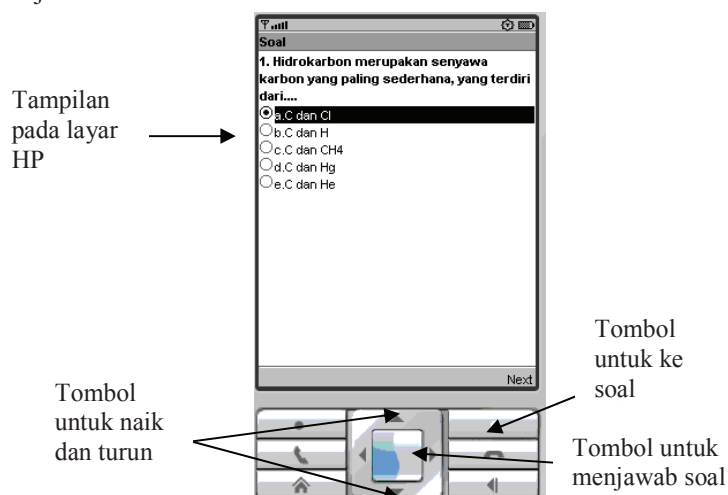 Soal
1. Hidrokarbon merupakan senyawa
karbon yang paling sederhana, yang terdiri
dari....
a.C dan Cl
b.C dan H
c.C dan CH4
d.C dan Hg
e.C dan He
Next
Tampilan
pada layar
HP
Tombol
untuk naik
dan turun
Tombol
untuk ke
soal
Tombol untuk
menjawab soal